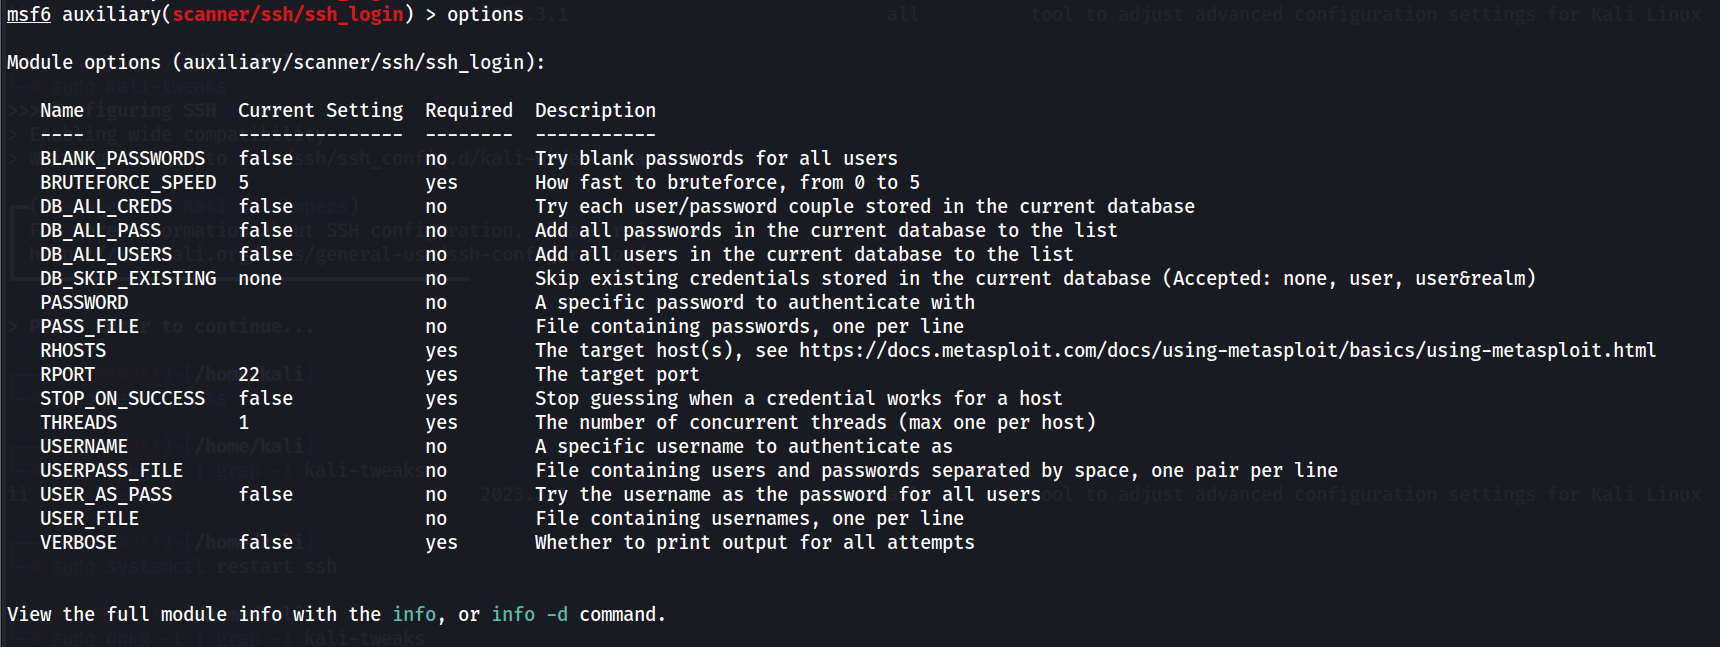 msf6 auxiliary(scanner/ssh/ssh_login) > options
Module options (auxiliary/scanner/ssh/ssh_login):
Name Current Setting Required Description
---- --------------- -------- -----------
BLANK_PASSWORDS false no Try blank passwords for all users
BRUTEFORCE_SPEED 5 yes How fast to bruteforce, from 0 to 5
DB_ALL_CREDS false no Try each user/password couple stored in the current database
DB_ALL_PASS false no Add all passwords in the current database to the list
DB_ALL_USERS false no Add all users in the current database to the list
DB_SKIP_EXISTING none no Skip existing credentials stored in the current database (Accepted: none, user, user&realm)
PASSWORD no A specific password to authenticate with
PASS_FILE no File containing passwords, one per line
RHOSTS yes The target host(s), see https://docs.metasploit.com/docs/using-metasploit/basics/using-metasploit.html
RPORT 22 yes The target port
STOP_ON_SUCCESS false yes Stop guessing when a credential works for a host
THREADS 1 yes The number of concurrent threads (max one per host)
USERNAME no A specific username to authenticate as
USERPASS_FILE no File containing users and passwords separated by space, one pair per line
USER_AS_PASS false no Try the username as the password for all users
USER_FILE no File containing usernames, one per line
VERBOSE false yes Whether to print output for all attempts
View the full module info with the info, or info -d command.